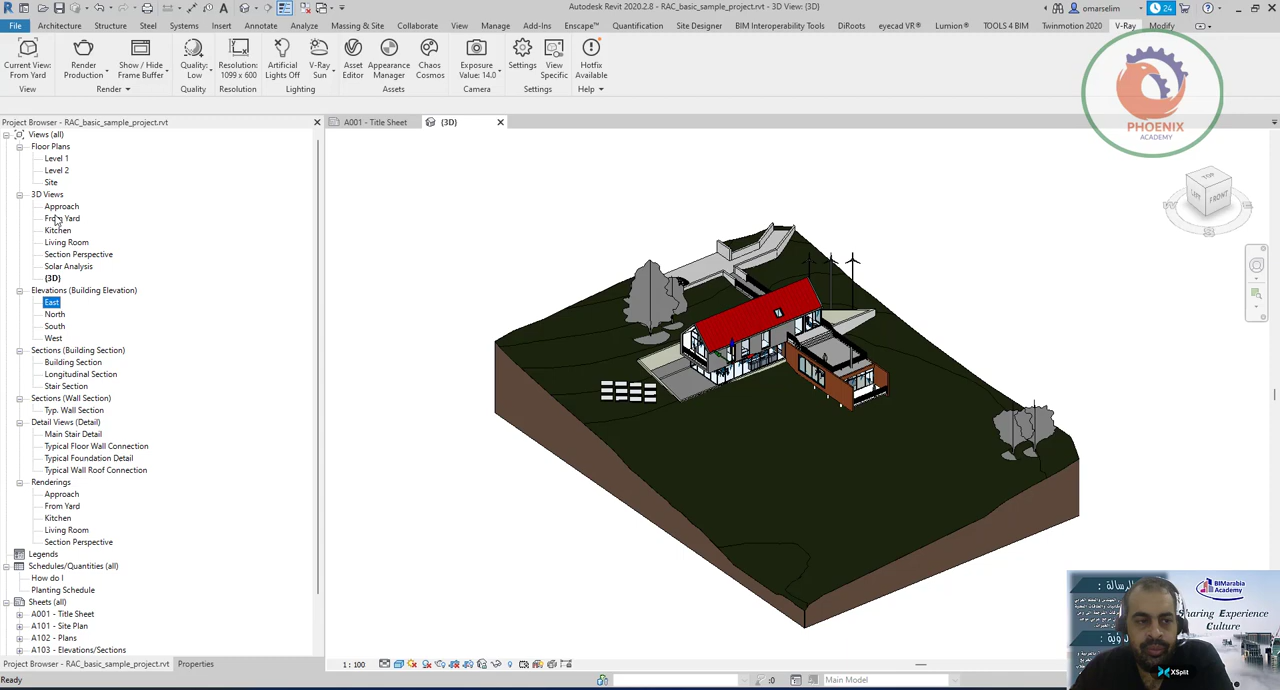 Autodesk Revit 2020.2.8 - RAC_basic_sample_project.rvt - 3D View: {3D}
omarselim
24
File Architecture Structure Steel Systems Insert Annotate Analyze Massing & Site Collaborate View Manage Add-Ins Enscape™ Quantification Site Designer BIM Interoperability Tools DiRoots eyecad VR® Lumion® TOOLS 4 BIM Twinmotion 2020 V-Ray Modify
Current View: From Yard
Render Production
Show / Hide Frame Buffer
Quality: Low
Resolution: 1099 x 600
Artificial Lights Off
V-Ray Sun
Asset Editor
Appearance Manager
Chaos Cosmos
Exposure Value: 14.0
Settings
View Specific
Hotfix Available
View Render Quality Resolution Lighting Assets Camera Settings Help
PHOENIX
ACADEMY
Project Browser - RAC_basic_sample_project.rvt
A001 - Title Sheet
{3D}
Views (all)
Floor Plans
Level 1
Level 2
Site
3D Views
Approach
From Yard
Kitchen
Living Room
Section Perspective
Solar Analysis
{3D}
Elevations (Building Elevation)
East
North
South
West
Sections (Building Section)
Building Section
Longitudinal Section
Stair Section
Sections (Wall Section)
Typ. Wall Section
Detail Views (Detail)
Main Stair Detail
Typical Floor Wall Connection
Typical Foundation Detail
Typical Wall Roof Connection
Renderings
Approach
From Yard
Kitchen
Living Room
Section Perspective
Legends
Schedules/Quantities (all)
How do I
Planting Schedule
Sheets (all)
A001 - Title Sheet
A101 - Site Plan
A102 - Plans
A103 - Elevations/Sections
TOP
FRONT
BIMarabia
Academy
Sharing Experience
Culture
XSplit
Project Browser - RAC_basic_sample_project.rvt Properties
1 : 100
Ready
:0
Main Model